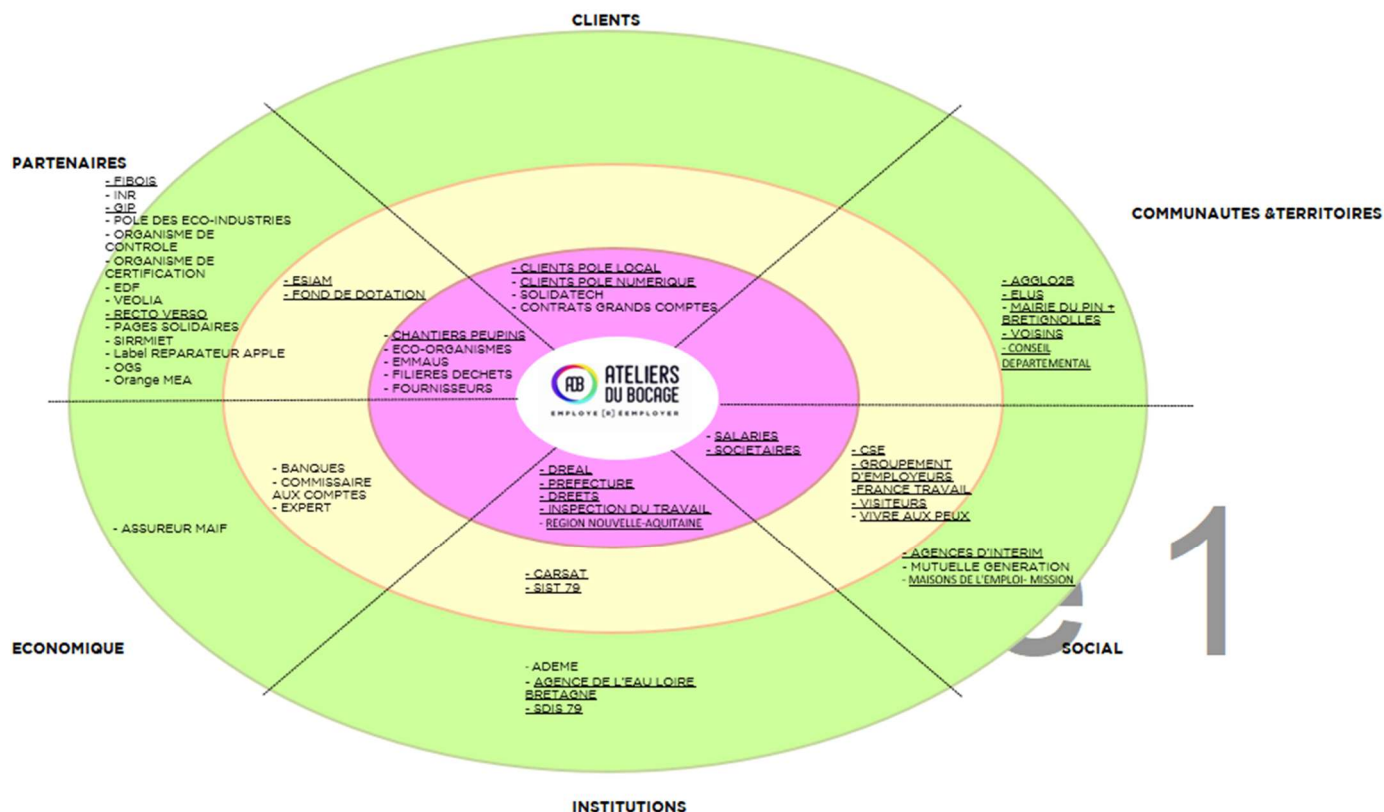 CLIENTS
PARTENAIRES
- FIBOIS
- INR
- GIP
- POLE DES ECO-INDUSTRIES
- ORGANISME DE
CONTROLE
- ORGANISME DE
CERTIFICATION
- EDF
- VEOLIA
- RECTO VERSO
- PAGES SOLIDAIRES
- SIRRMIET
- Label REPARATEUR APPLE
- OGS
- Orange MEA
- ESIAM
- FOND DE DOTATION
- CHANTIERS PEUPINS
- ECO-ORGANISMES
- EMMAUS
- FILIERES DECHETS
- FOURNISSEURS
- CLIENTS POLE LOCAL
- CLIENTS POLE NUMERIQUE
- SOLIDATECH
- CONTRATS GRANDS COMPTES
COMMUNAUTES &TERRITOIRES
- AGGLO2B
- ELUS
- MAIRIE DU PIN +
BRETIGNOLLES
- VOISINS
- CONSEIL
DEPARTEMENTAL
ADB
ATELIERS
DU BOCAGE
EMPLOYE [R] ÉEMPLOYER
- SALARIES
- SOCIETAIRES
- CSE
- GROUPEMENT
D'EMPLOYEURS
-FRANCE TRAVAIL
- VISITEURS
- VIVRE AUX PEUX
- AGENCES D'INTERIM
- MUTUELLE GENERATION
- MAISONS DE L'EMPLOI- MISSION
SOCIAL
e 1
- DREAL
- PREFECTURE
- DREETS
- INSPECTION DU TRAVAIL
- REGION NOUVELLE-AQUITAINE
- CARSAT
- SIST 79
- ADEME
- AGENCE DE L'EAU LOIRE
BRETAGNE
- SDIS 79
INSTITUTIONS
- BANQUES
- COMMISSAIRE
AUX COMPTES
- EXPERT
- ASSUREUR MAIF
ECONOMIQUE